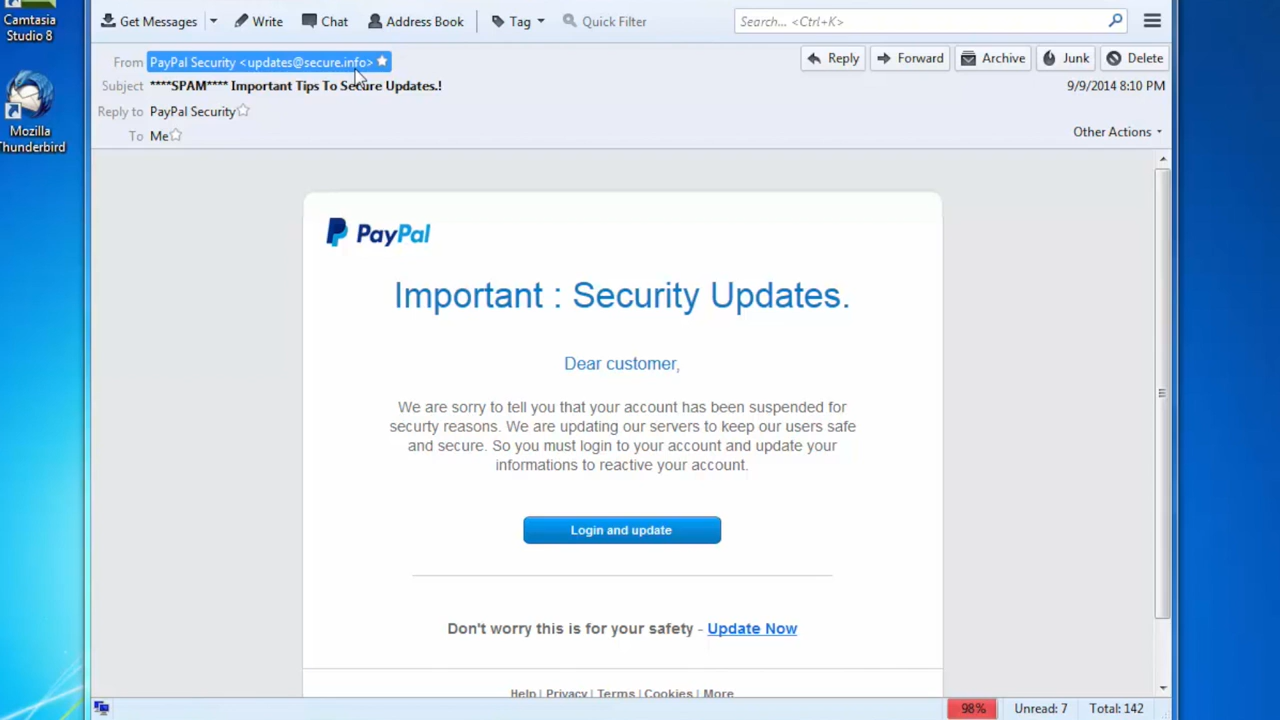 Camtasia
Studio 8
Mozilla
Thunderbird
Get Messages Write Chat Address Book Tag Quick Filter Search... <Ctrl+K>
From PayPal Security <updates@secure.info> Reply Forward Archive Junk Delete
Subject ****SPAM**** Important Tips To Secure Updates.! 9/9/2014 8:10 PM
Reply to PayPal Security
To Me Other Actions
PayPal
Important : Security Updates.
Dear customer,
We are sorry to tell you that your account has been suspended for
securty reasons. We are updating our servers to keep our users safe
and secure. So you must login to your account and update your
informations to reactive your account.
Login and update
Don't worry this is for your safety - Update Now
Help | Privacy | Terms | Cookies | More
98% Unread: 7 Total: 142